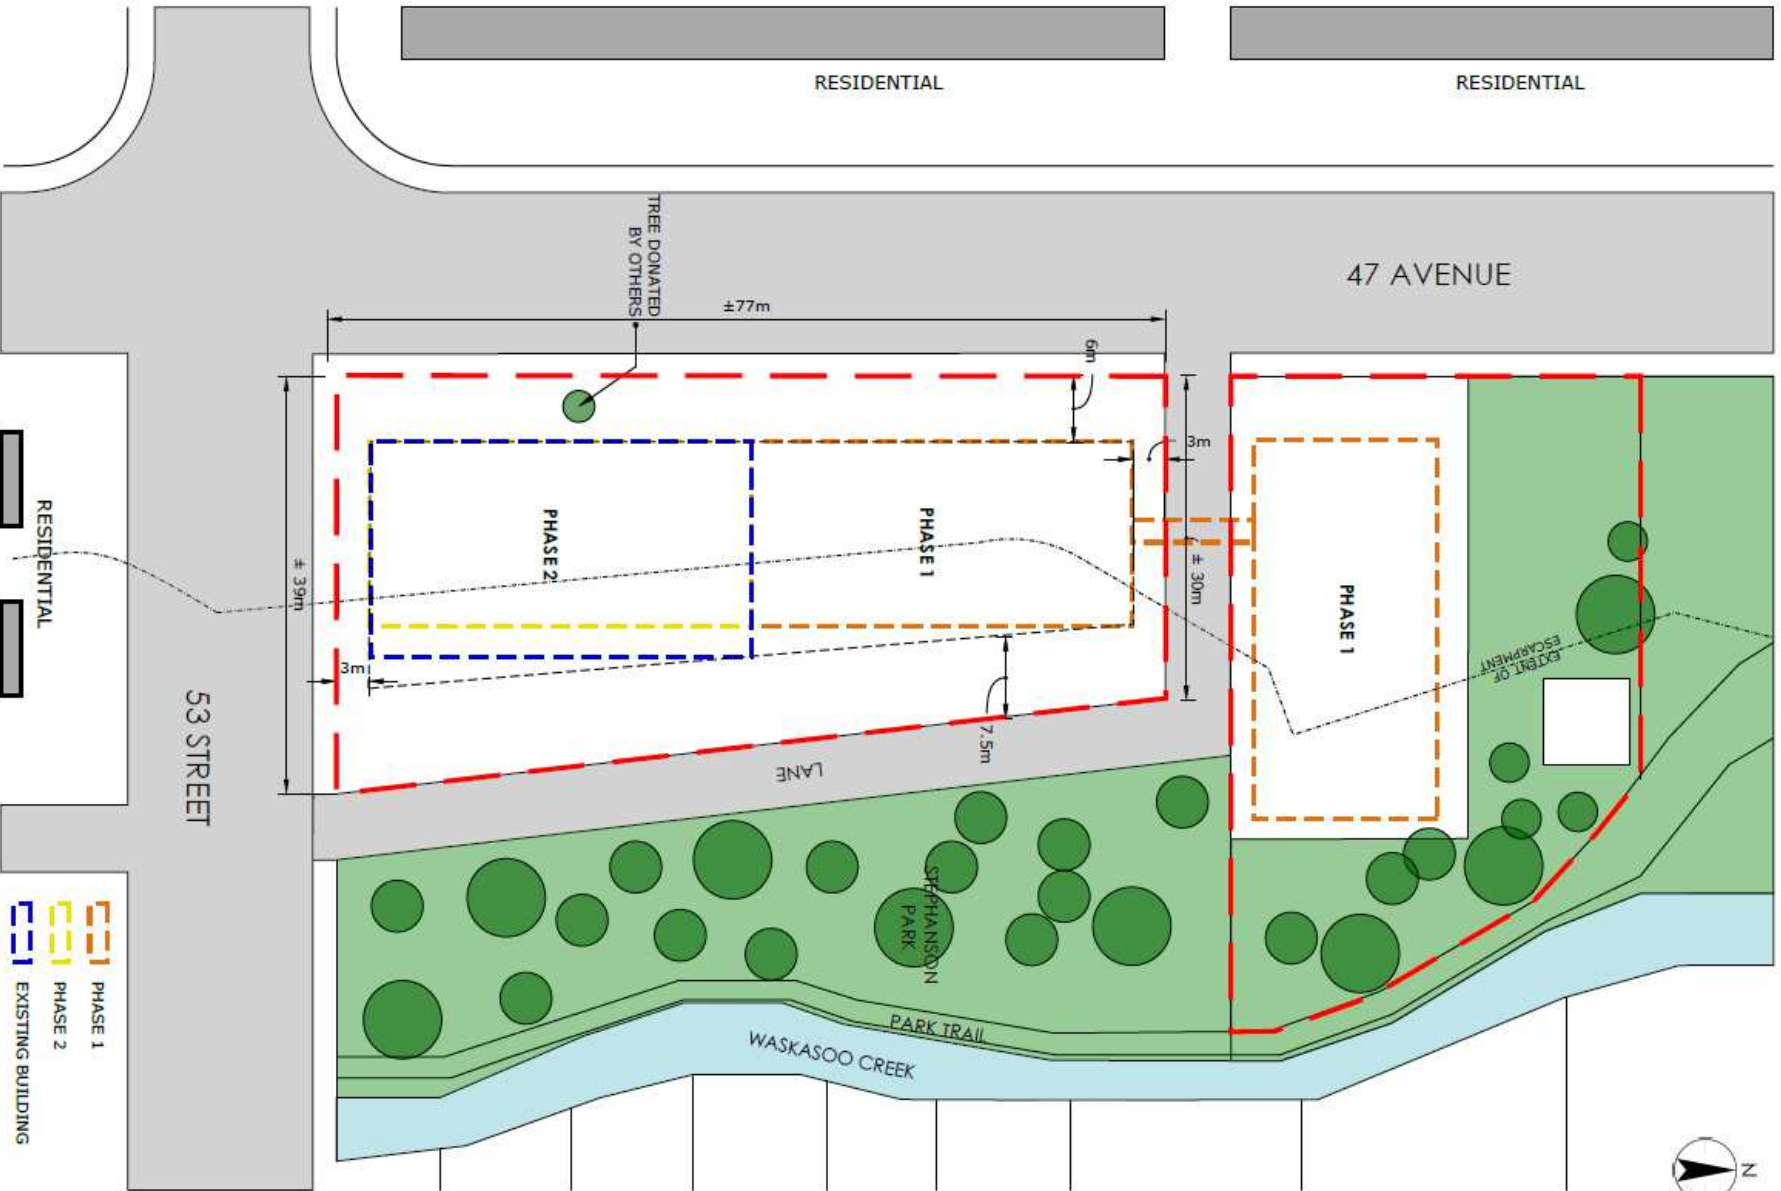 RESIDENTIAL
RESIDENTIAL
47 AVENUE
TREE DONATED
BY OTHERS
±77m
6m
3m
± 39m
± 30m
PHASE 2
PHASE 1
PHASE 1
RESIDENTIAL
EXTENT OF
ESCARPMENT
3m
7.5m
53 STREET
LANE
STEPHANSON
PARK
PARK TRAIL
WASKASOO CREEK
PHASE 1
PHASE 2
EXISTING BUILDING
N